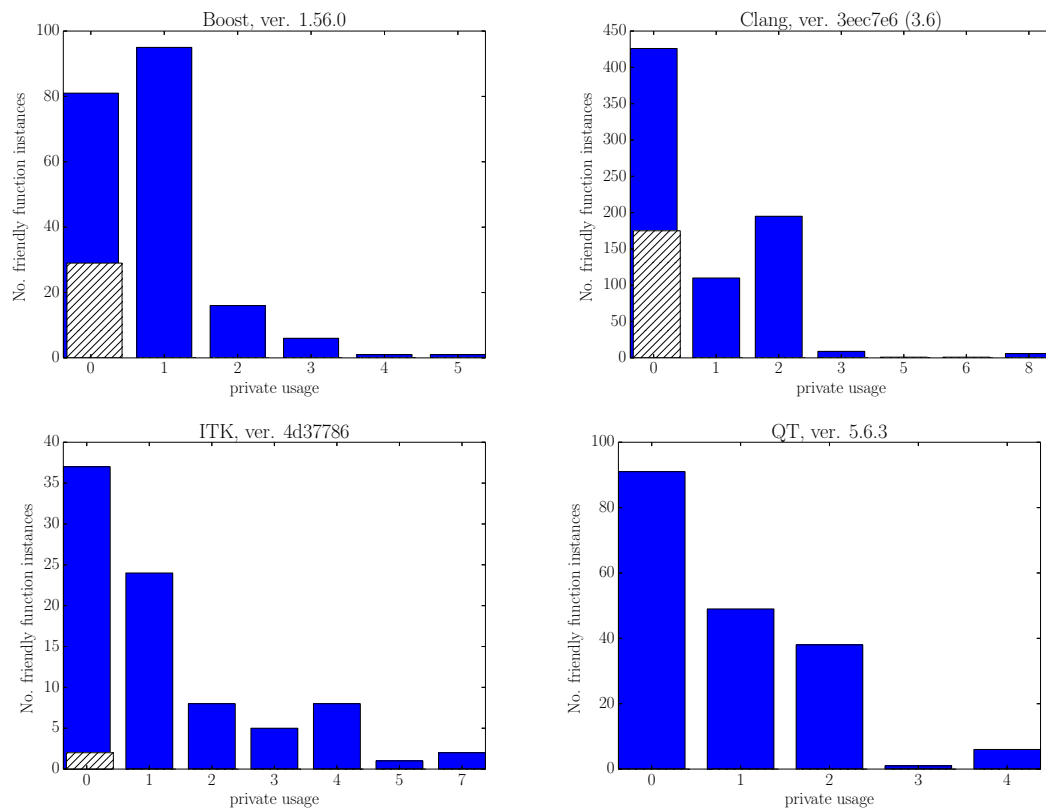 Boost, ver. 1.56.0
No. friendly function instances
100
80
60
40
20
0
0 1 2 3 4 5
private usage
Clang, ver. 3eec7e6 (3.6)
No. friendly function instances
450
400
350
300
250
200
150
100
50
0
0 1 2 3 5 6 8
private usage
ITK, ver. 4d37786
No. friendly function instances
40
35
30
25
20
15
10
5
0
0 1 2 3 4 5 7
private usage
QT, ver. 5.6.3
No. friendly function instances
100
80
60
40
20
0
0 1 2 3 4
private usage